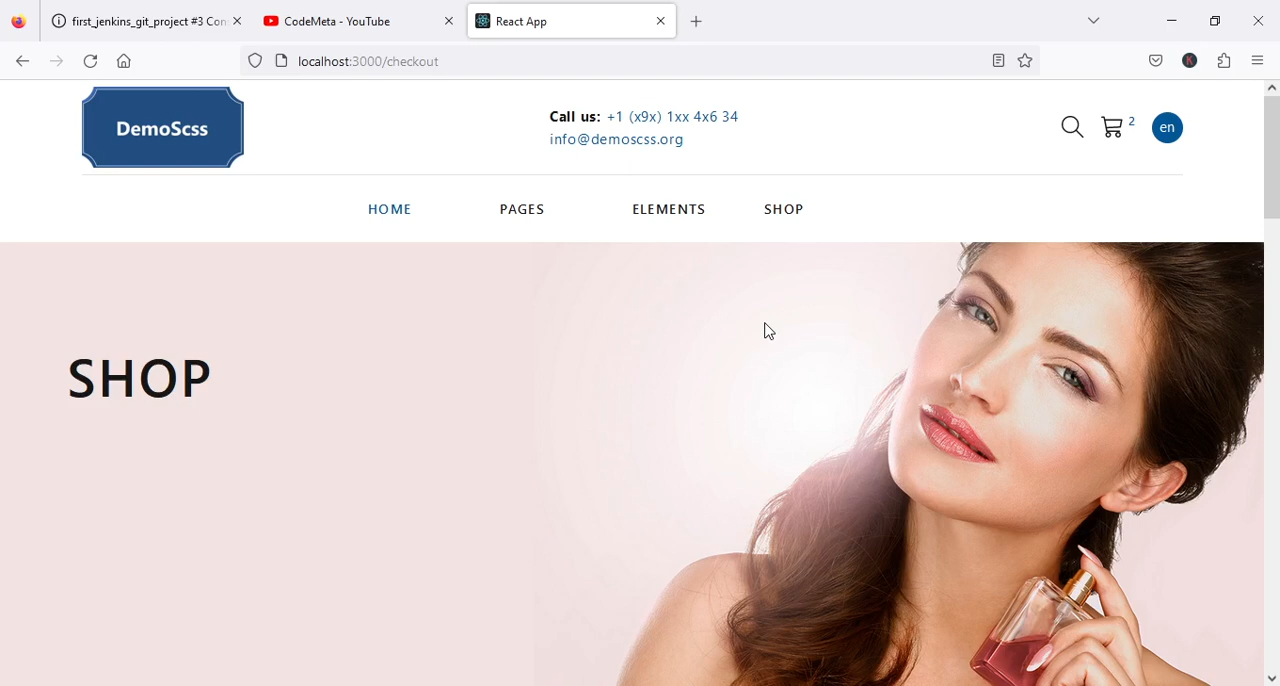 first_jenkins_git_project #3 Con
CodeMeta - YouTube
React App
localhost:3000/checkout
K
DemoScss
Call us: +1 (x9x) 1xx 4x6 34
info@demoscss.org
2
en
HOME
PAGES
ELEMENTS
SHOP
SHOP